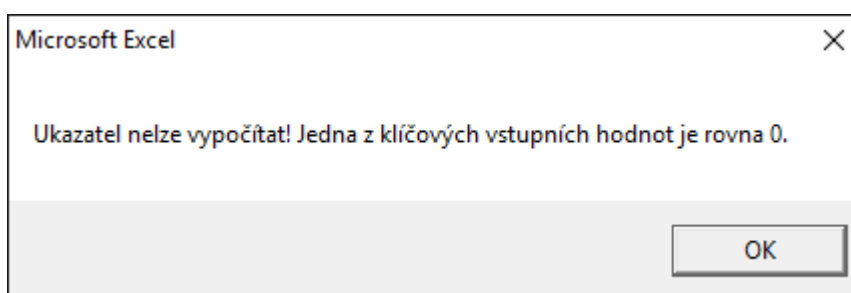 Microsoft Excel
Ukazatel nelze vypočítat! Jedna z klíčových vstupních hodnot je rovna 0.
OK